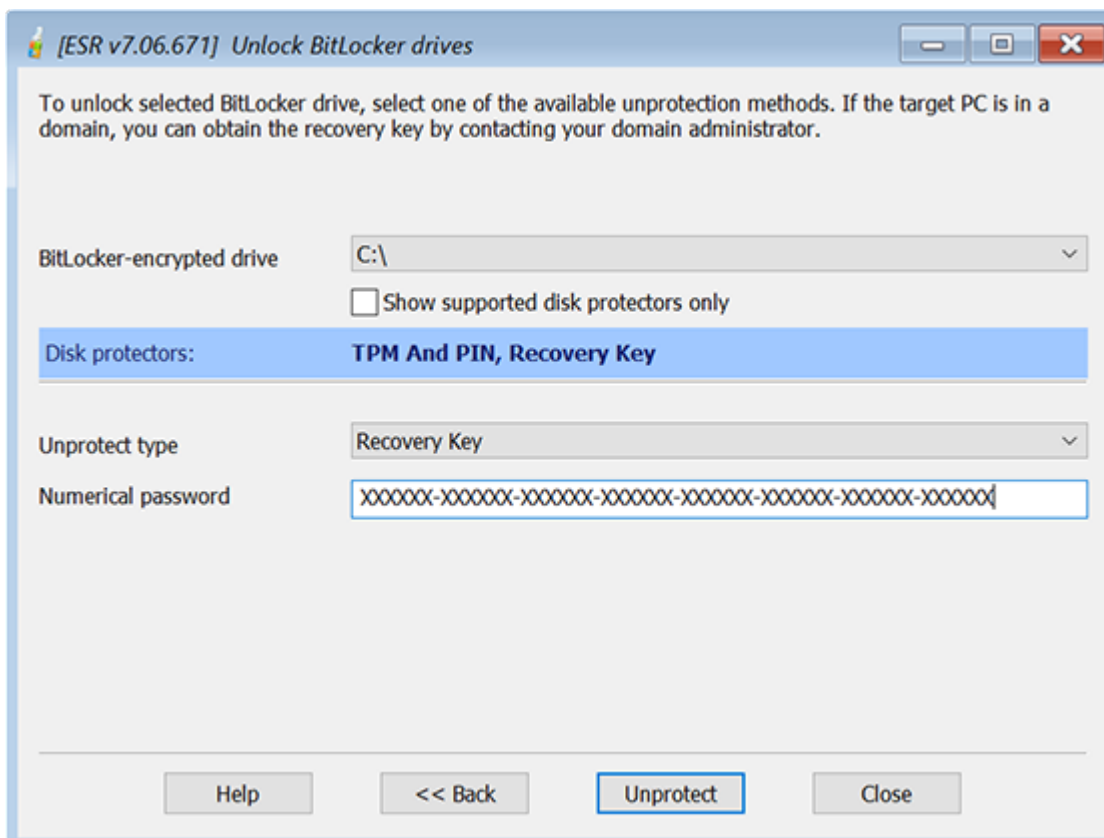 [ESR v7.06.671] Unlock BitLocker drives
To unlock selected BitLocker drive, select one of the available unprotection methods. If the target PC is in a
domain, you can obtain the recovery key by contacting your domain administrator.
BitLocker-encrypted drive C:\
Show supported disk protectors only
Disk protectors: TPM And PIN, Recovery Key
Unprotect type Recovery Key
Numerical password XXXXXX-XXXXXX-XXXXXX-XXXXXX-XXXXXX-XXXXXX-XXXXXX-XXXXXX
Help << Back Unprotect Close